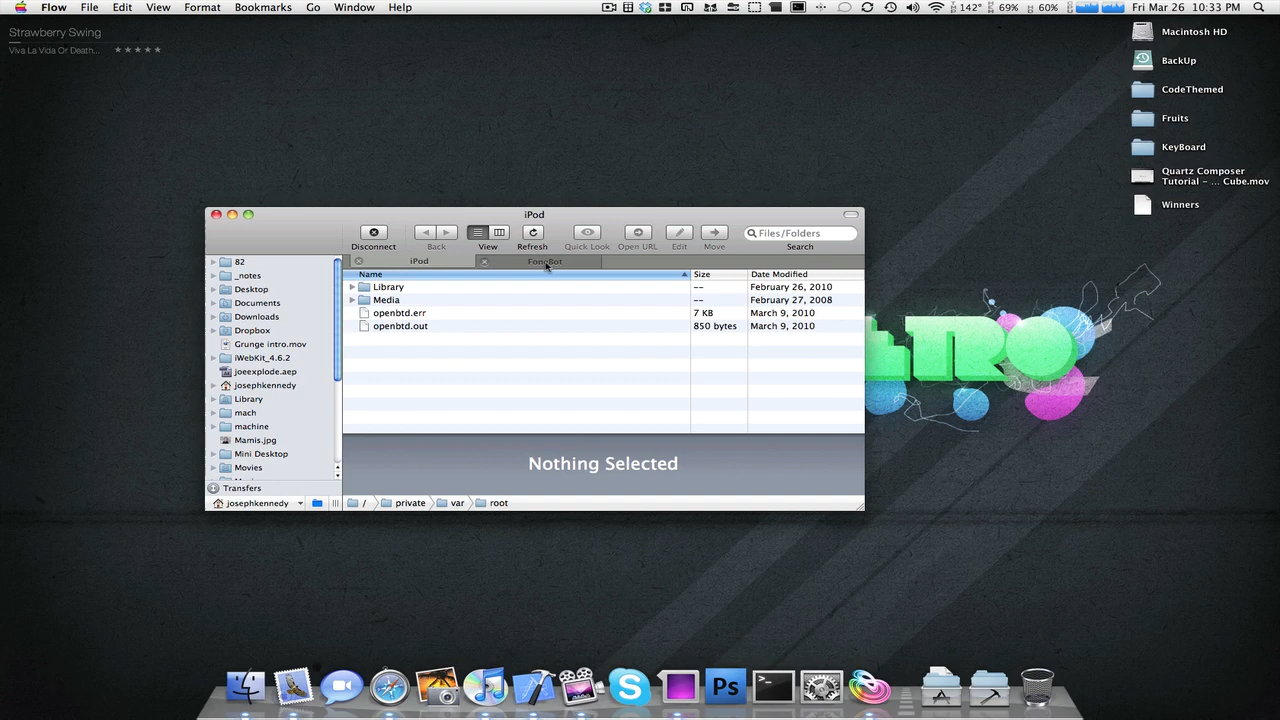 Flow File Edit View Format Bookmarks Go Window Help
142° 69% 60% Fri Mar 26 10:33 PM
Strawberry Swing
Viva La Vida Or Death... ★★★★★
Macintosh HD
BackUp
CodeThemed
Fruits
KeyBoard
Quartz Composer
Tutorial - ... Cube.mov
Winners
iPod
Disconnect Back View Refresh Quick Look Open URL Edit Move Search
Files/Folders
iPod FoneBot
Name Size Date Modified
Library -- February 26, 2010
Media -- February 27, 2008
openbtd.err 7 KB March 9, 2010
openbtd.out 850 bytes March 9, 2010
82
_notes
Desktop
Documents
Downloads
Dropbox
Grunge intro.mov
iWebKit_4.6.2
joeexplode.aep
josephkennedy
Library
mach
machine
Mamis.jpg
Mini Desktop
Movies
Nothing Selected
Transfers
josephkennedy / private var root
TRO
Ps